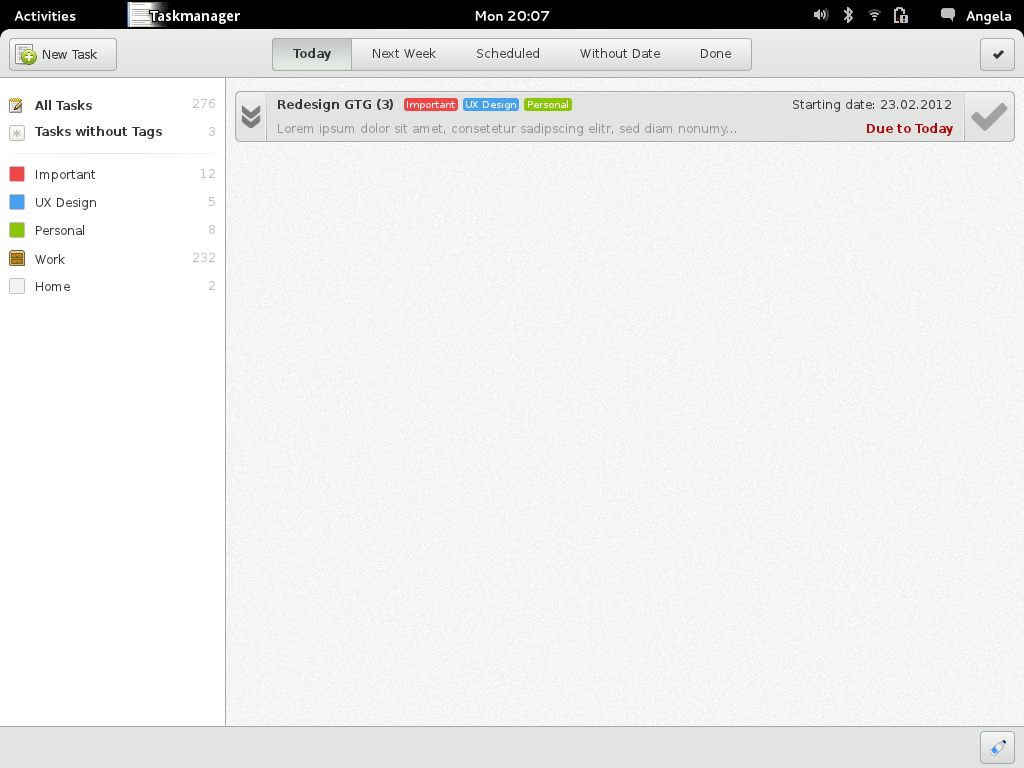 Activities Taskmanager Mon 20:07 Angela
New Task Today Next Week Scheduled Without Date Done
All Tasks 276
Tasks without Tags 3
Important 12
UX Design 5
Personal 8
Work 232
Home 2
Redesign GTG (3) Important UX Design Personal Starting date: 23.02.2012
Lorem ipsum dolor sit amet, consetetur sadipscing elitr, sed diam nonumy... Due to Today